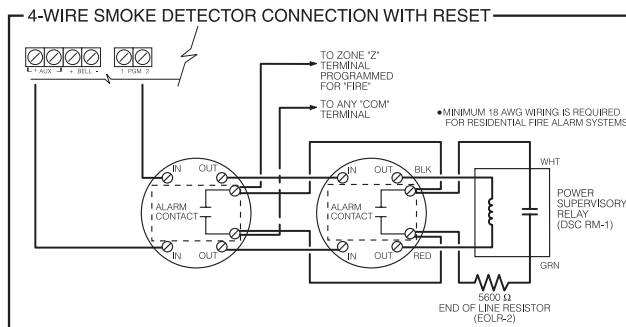 4-WIRE SMOKE DETECTOR CONNECTION WITH RESET
+ AUX - + BELL - 1 PGM 2
TO ZONE "Z"
TERMINAL
PROGRAMMED
FOR "FIRE"
TO ANY "COM"
TERMINAL
•MINIMUM 18 AWG WIRING IS REQUIRED
FOR RESIDENTIAL FIRE ALARM SYSTEMS
IN OUT
ALARM
CONTACT
IN OUT
IN OUT BLK
ALARM
CONTACT
IN OUT RED
WHT
POWER
SUPERVISORY
RELAY
(DSC RM-1)
GRN
5600 Ω
END OF LINE RESISTOR
(EOLR-2)